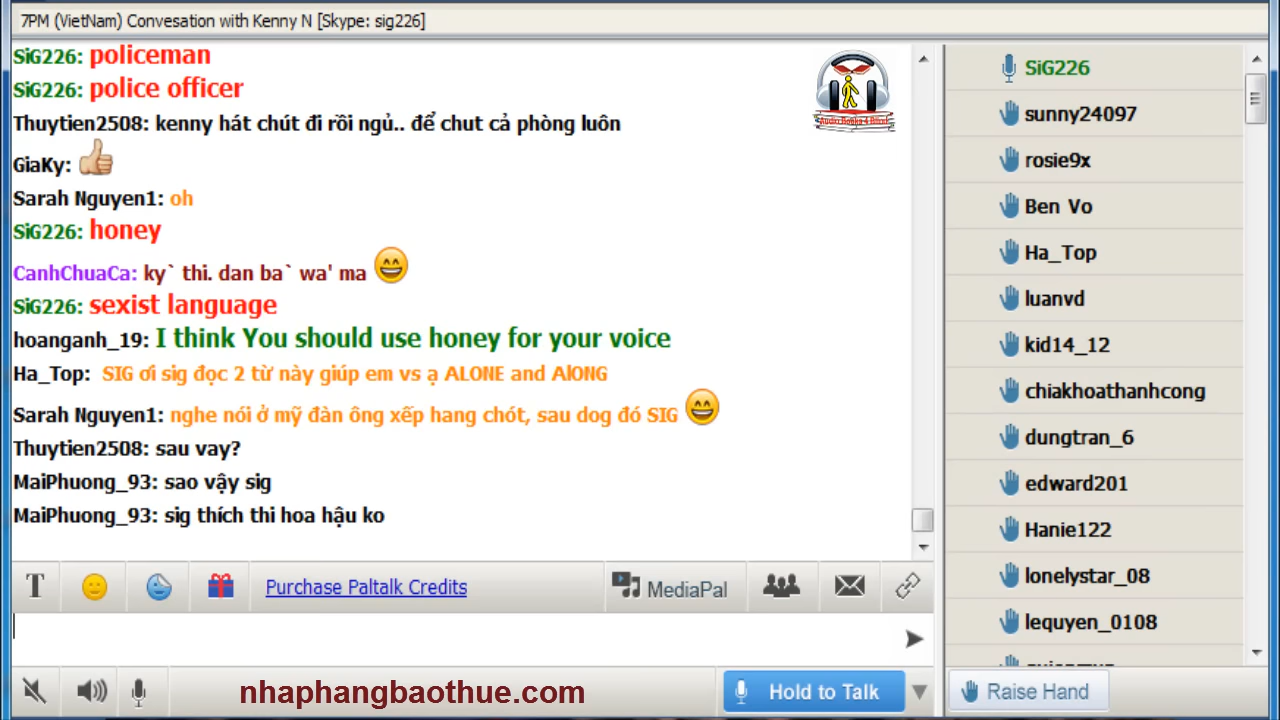 7PM (VietNam) Convesation with Kenny N [Skype: sig226]
SiG226: policeman
SiG226: police officer
Thuytien2508: kenny hát chút đi rồi ngủ.. để chut cả phòng luôn
GiaKy:
Sarah Nguyen1: oh
SiG226: honey
CanhChuaCa: ky` thi. dan ba` wa' ma
SiG226: sexist language
hoanganh_19: I think You should use honey for your voice
Ha_Top: SIG ơi sig đọc 2 từ này giúp em vs ạ ALONE and AlONG
Sarah Nguyen1: nghe nói ở mỹ đàn ông xếp hang chót, sau dog đó SIG
Thuytien2508: sau vay?
MaiPhuong_93: sao vậy sig
MaiPhuong_93: sig thích thi hoa hậu ko
Audio Books 4 Blind
T
Purchase Paltalk Credits
MediaPal
nhaphangbaothue.com
Hold to Talk
SiG226
sunny24097
rosie9x
Ben Vo
Ha_Top
luanvd
kid14_12
chiakhoathanhcong
dungtran_6
edward201
Hanie122
lonelystar_08
lequyen_0108
Raise Hand